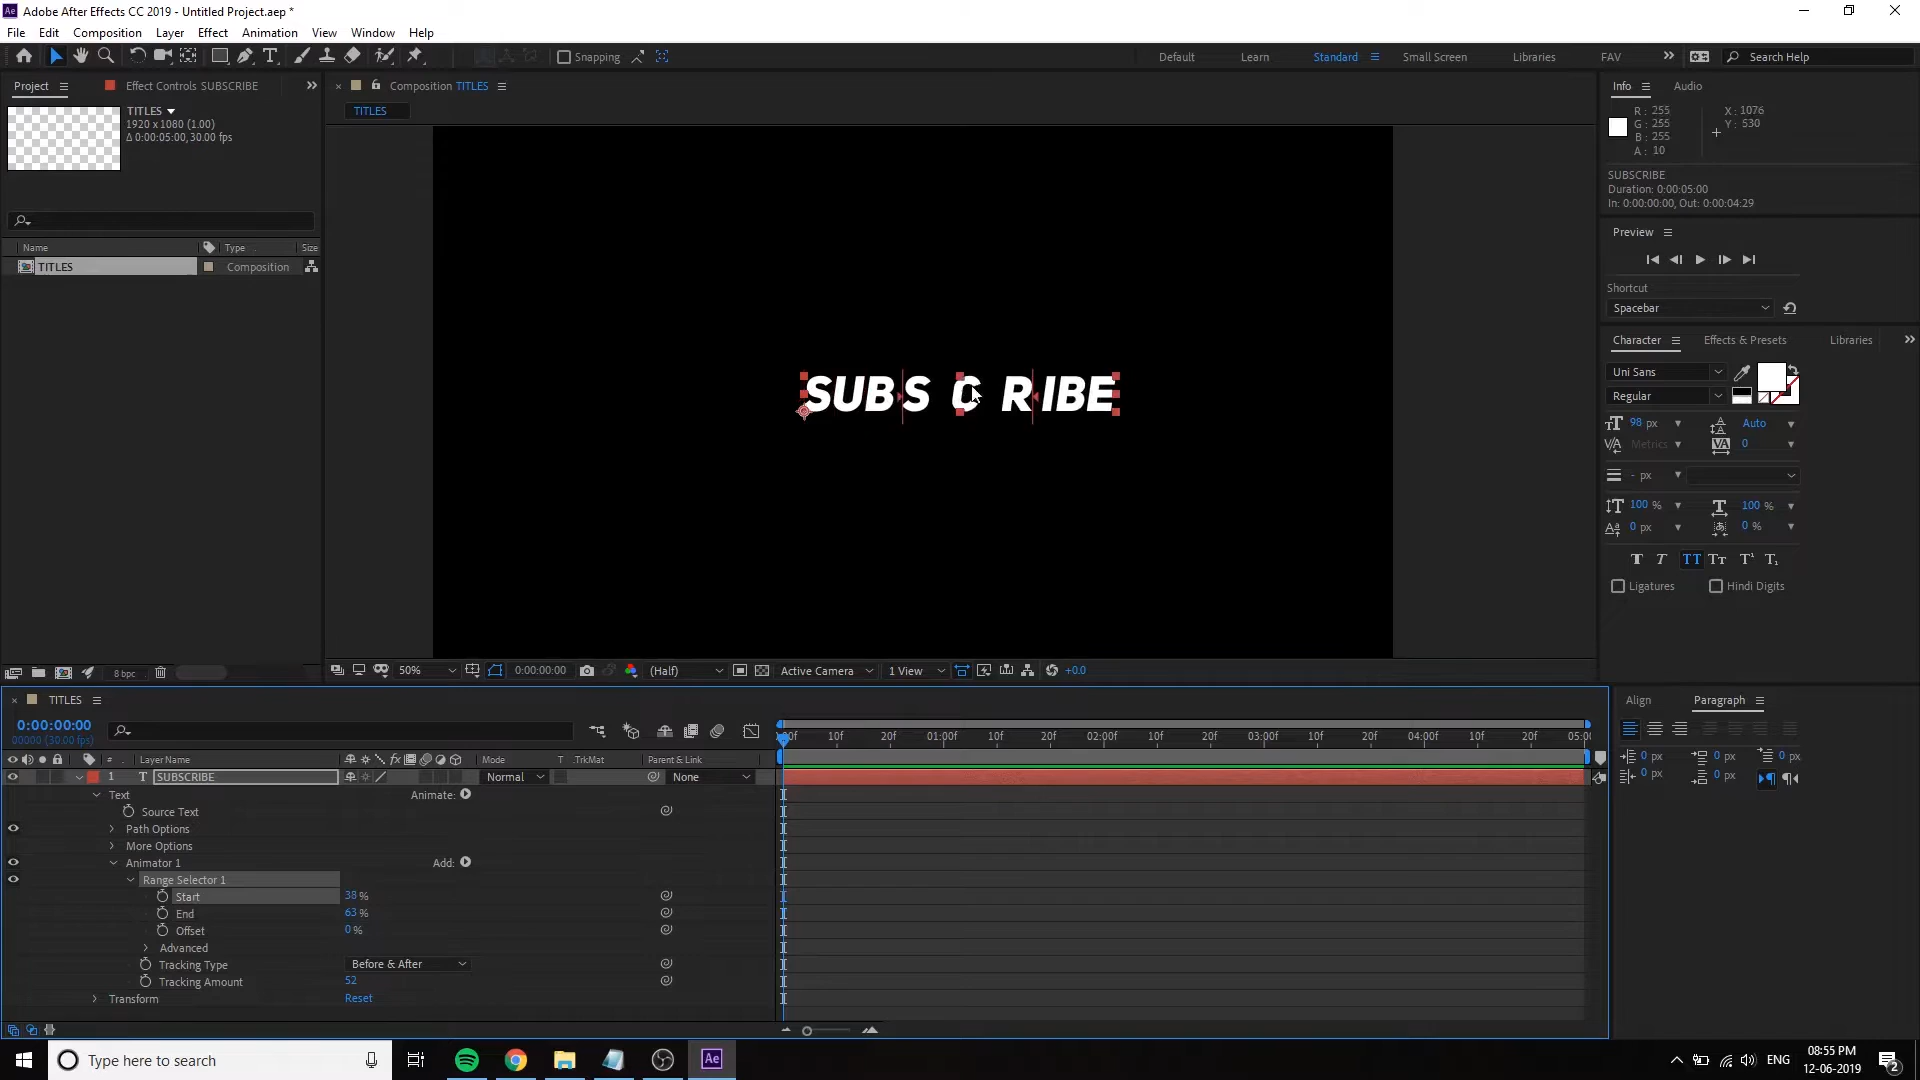 Adobe After Effects CC 2019 - Untitled Project.aep *
File Edit Composition Layer Effect Animation View Window Help
Snapping Default Learn Standard Small Screen Libraries FAV Search Help
Project Effect Controls SUBSCRIBE
TITLES
1920 x 1080 (1.00)
Δ 0:00:05:00, 30.00 fps
Name Type Size
TITLES Composition
8 bpc
Composition TITLES
TITLES
SUBS C RIBE
50% 0:00:00:00 (Half) Active Camera 1 View +0.0
Info Audio
R: 255 X: 1076
G: 255 Y: 530
B: 255
A: 10
SUBSCRIBE
Duration: 0:00:05:00
In: 0:00:00:00, Out: 0:00:04:29
Preview
Shortcut
Spacebar
Character Effects & Presets Libraries
Uni Sans
Regular
98 px Auto
Metrics 0
- px
100 % 100 %
0 px 0 %
TT
Ligatures Hindi Digits
TITLES
0:00:00:00
00000 (30.00 fps)
10f 20f 01:00f 10f 20f 02:00f 10f 20f 03:00f 10f 20f 04:00f 10f 20f
# Layer Name Mode T .TrkMat Parent & Link
1 T SUBSCRIBE Normal None
Text Animate:
Source Text
Path Options
More Options
Animator 1 Add:
Range Selector 1
Start 38 %
End 63 %
Offset 0 %
Advanced
Tracking Type Before & After
Tracking Amount 52
Transform Reset
Align Paragraph
0 px 0 px 0 px
0 px 0 px
Type here to search
Ae
ENG
08:55 PM
12-06-2019
2